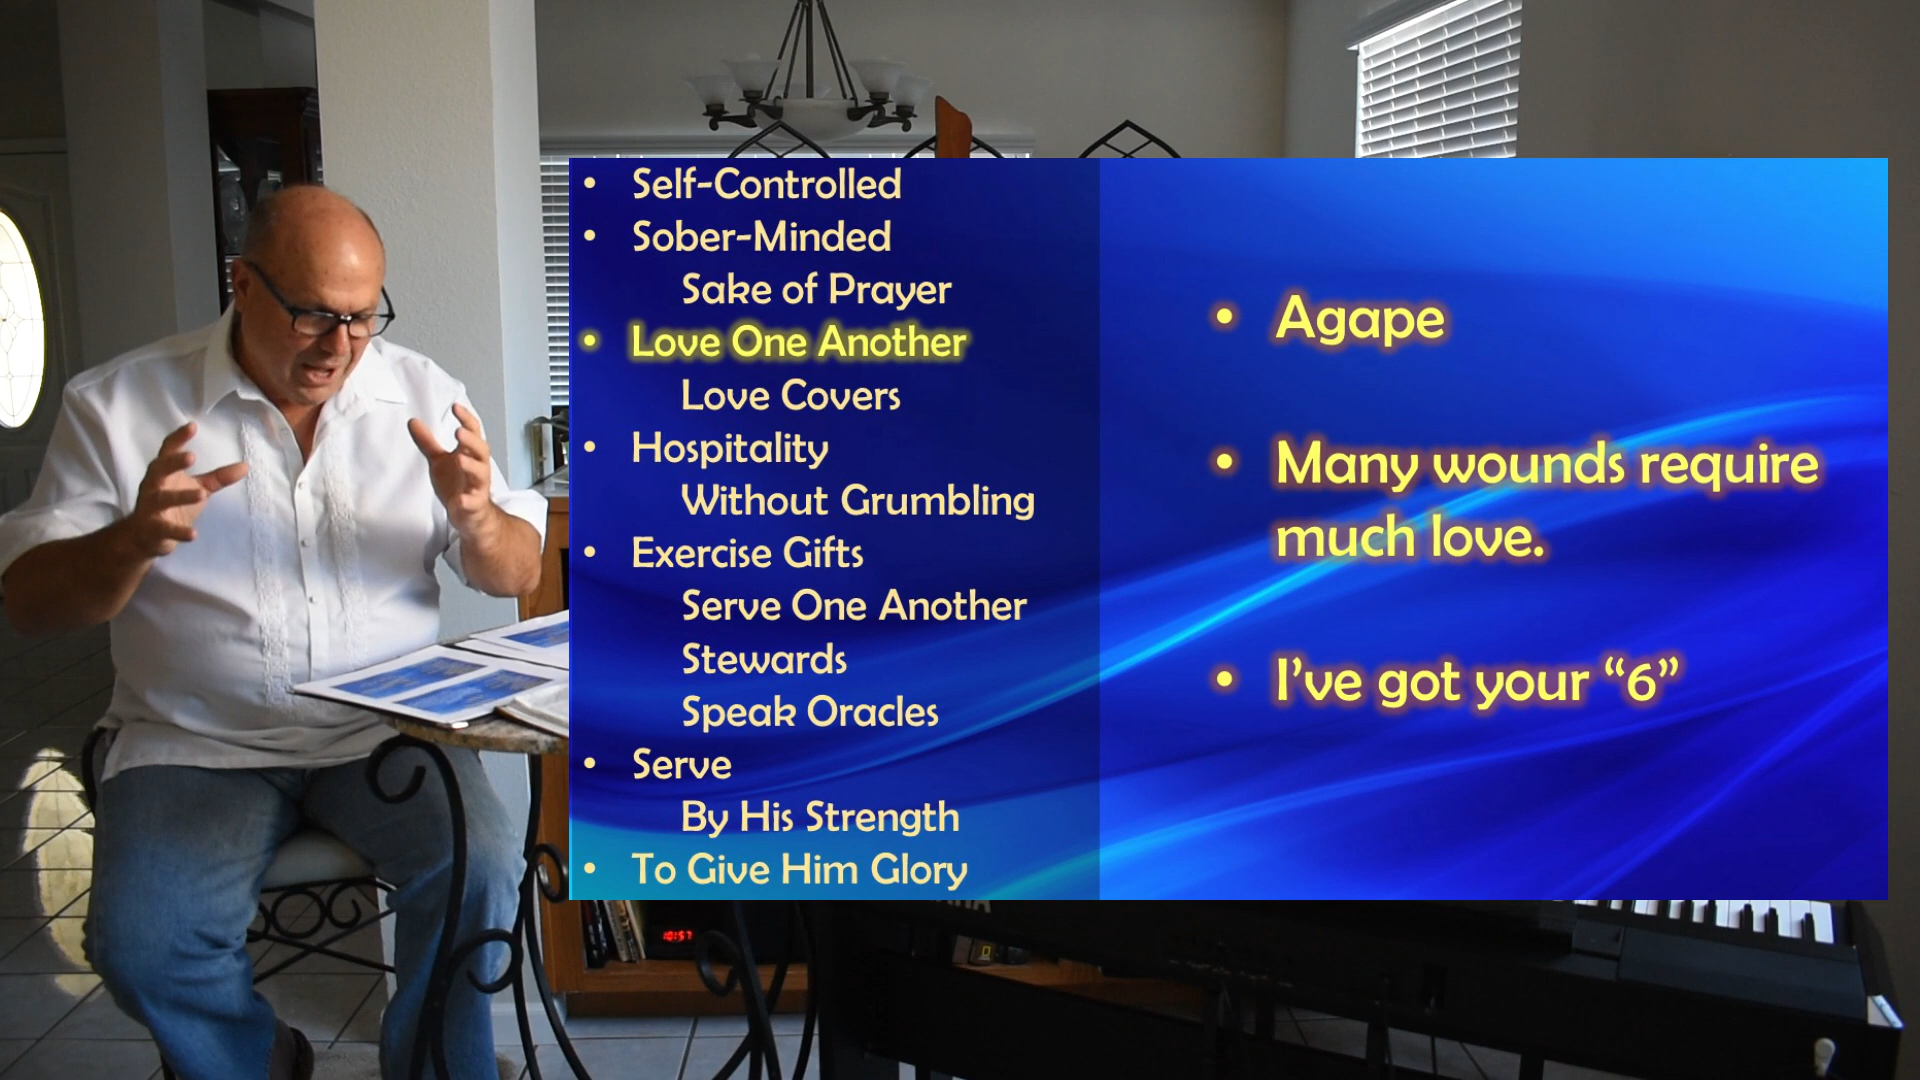 • Self-Controlled
• Sober-Minded
Sake of Prayer
• Love One Another
Love Covers
• Hospitality
Without Grumbling
• Exercise Gifts
Serve One Another
Stewards
Speak Oracles
• Serve
By His Strength
• To Give Him Glory
• Agape
• Many wounds require
much love.
• I've got your “6”
10:57